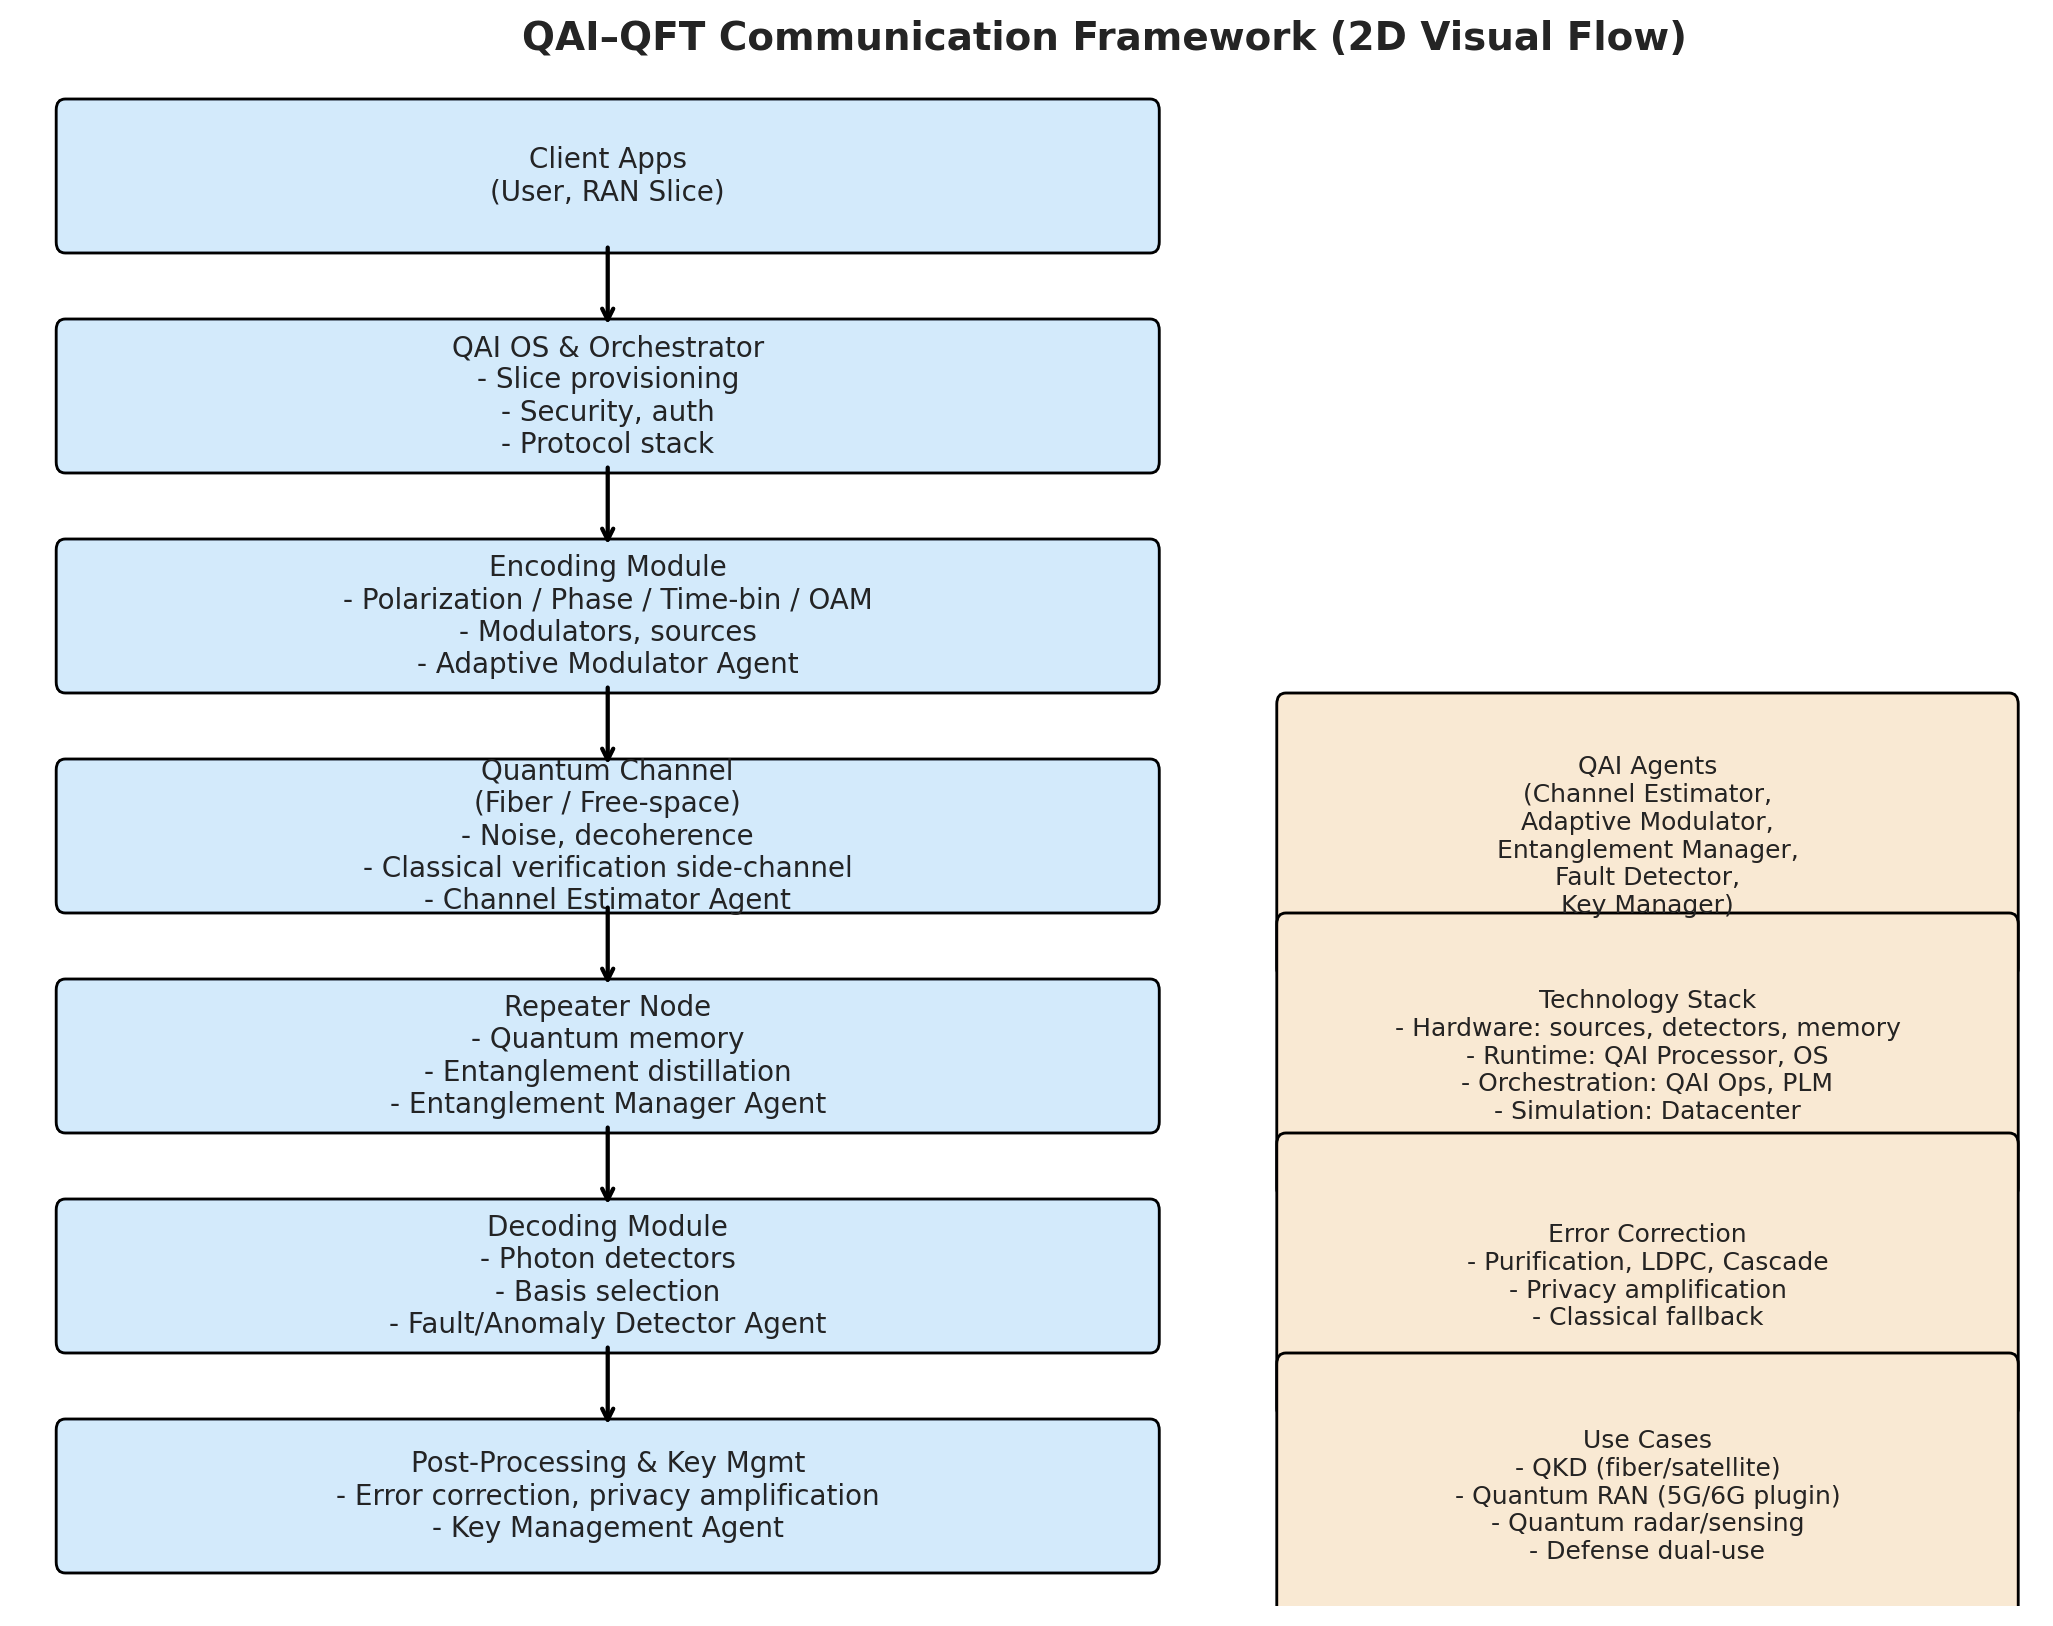 QAI–QFT Communication Framework (2D Visual Flow)
Client Apps
(User, RAN Slice)
QAI OS & Orchestrator
- Slice provisioning
- Security, auth
- Protocol stack
Encoding Module
- Polarization / Phase / Time-bin / OAM
- Modulators, sources
- Adaptive Modulator Agent
Quantum Channel
(Fiber / Free-space)
- Noise, decoherence
- Classical verification side-channel
- Channel Estimator Agent
Repeater Node
- Quantum memory
- Entanglement distillation
- Entanglement Manager Agent
Decoding Module
- Photon detectors
- Basis selection
- Fault/Anomaly Detector Agent
Post-Processing & Key Mgmt
- Error correction, privacy amplification
- Key Management Agent
QAI Agents
(Channel Estimator,
Adaptive Modulator,
Entanglement Manager,
Fault Detector,
Key Manager)
Technology Stack
- Hardware: sources, detectors, memory
- Runtime: QAI Processor, OS
- Orchestration: QAI Ops, PLM
- Simulation: Datacenter
Error Correction
- Purification, LDPC, Cascade
- Privacy amplification
- Classical fallback
Use Cases
- QKD (fiber/satellite)
- Quantum RAN (5G/6G plugin)
- Quantum radar/sensing
- Defense dual-use